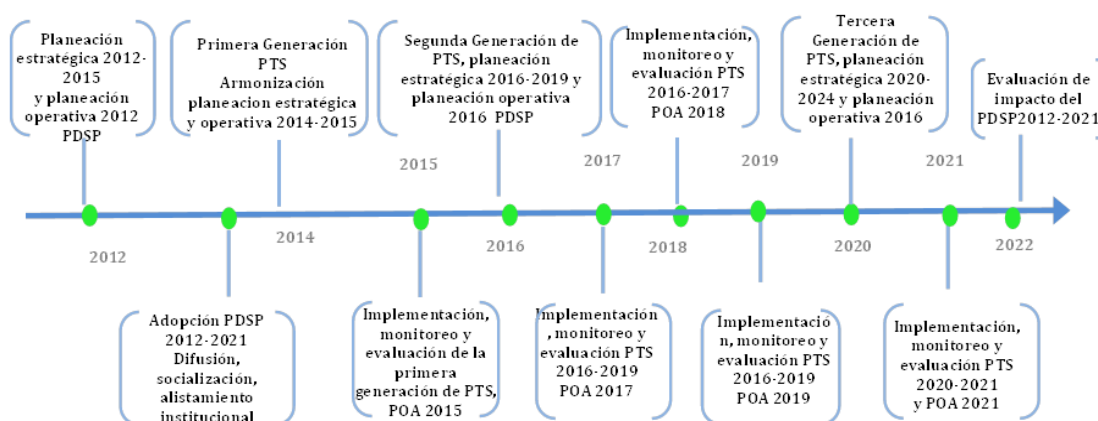 Planeación
estratégica 2012-
2015
y planeación
operativa 2012
PDSP
Primera Generación
PTS
Armonización
planeacion estratégica
y operativa 2014-2015
Segunda Generación de
PTS, planeación
estratégica 2016-2019 y
planeación operativa
2016 PDSP
Implementación,
monitoreo y
evaluación PTS
2016-2017
POA 2018
Tercera
Generación de
PTS, planeación
estratégica 2020-
2024 y planeación
operativa 2016
Evaluación de
impacto del
PDSP2012-2021
2015
2017
2019
2021
2012
2014
2016
2018
2020
2022
Adopción PDSP
2012-2021
Difusión,
socialización,
alistamiento
institucional
Implementación,
monitoreo y
evaluación de la
primera
generación de PTS,
POA 2015
Implementación
, monitoreo y
evaluación PTS
2016-2019
POA 2017
Implementació
n, monitoreo y
evaluación PTS
2016-2019
POA 2019
Implementación,
monitoreo y
evaluación PTS
2020-2021
y POA 2021